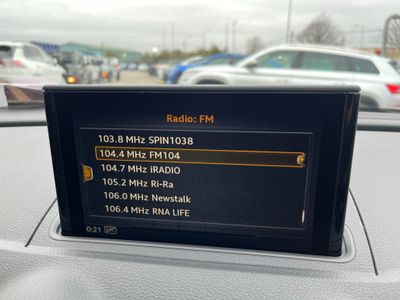 Radio: FM
103.8 MHz SPIN1038
104.4 MHz FM104
104.7 MHz iRADIO
105.2 MHz Ri-Ra
106.0 MHz Newstalk
106.4 MHz RNA LIFE
0:21